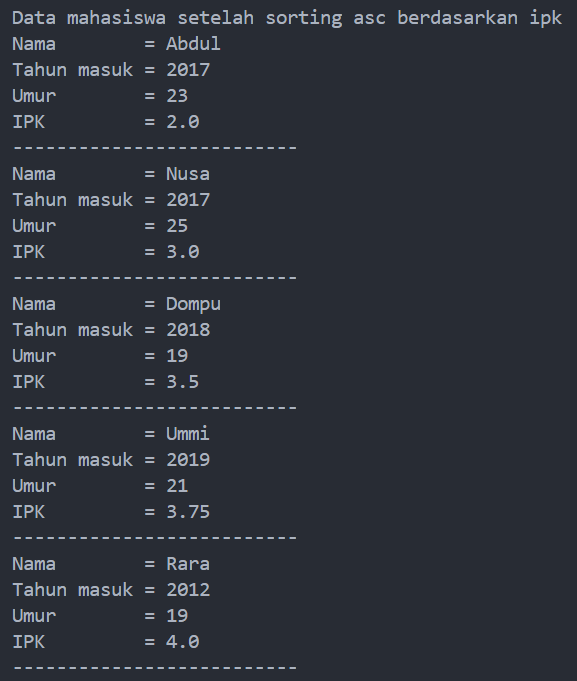 Data mahasiswa setelah sorting asc berdasarkan ipk
Nama        = Abdul
Tahun masuk = 2017
Umur        = 23
IPK         = 2.0
--------------------------
Nama        = Nusa
Tahun masuk = 2017
Umur        = 25
IPK         = 3.0
--------------------------
Nama        = Dompu
Tahun masuk = 2018
Umur        = 19
IPK         = 3.5
--------------------------
Nama        = Ummi
Tahun masuk = 2019
Umur        = 21
IPK         = 3.75
--------------------------
Nama        = Rara
Tahun masuk = 2012
Umur        = 19
IPK         = 4.0
--------------------------